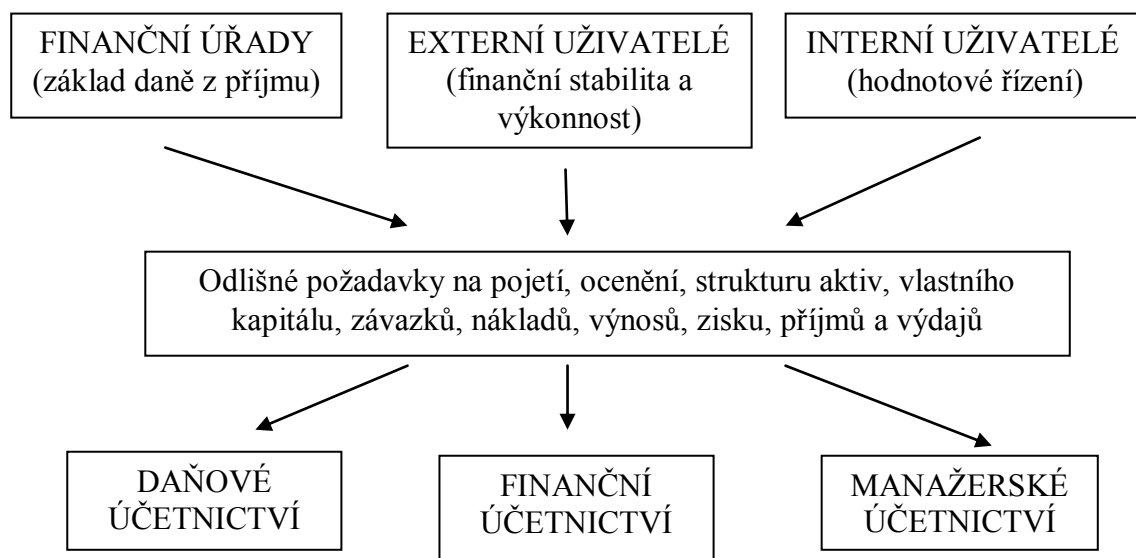 FINANČNÍ ÚŘADY
(základ daně z příjmu)
EXTERNÍ UŽIVATELÉ
(finanční stabilita a
výkonnost)
INTERNÍ UŽIVATELÉ
(hodnotové řízení)
Odlišné požadavky na pojetí, ocenění, strukturu aktiv, vlastního
kapitálu, závazků, nákladů, výnosů, zisku, příjmů a výdajů
DAŇOVÉ
ÚČETNICTVÍ
FINANČNÍ
ÚČETNICTVÍ
MANAŽERSKÉ
ÚČETNICTVÍ